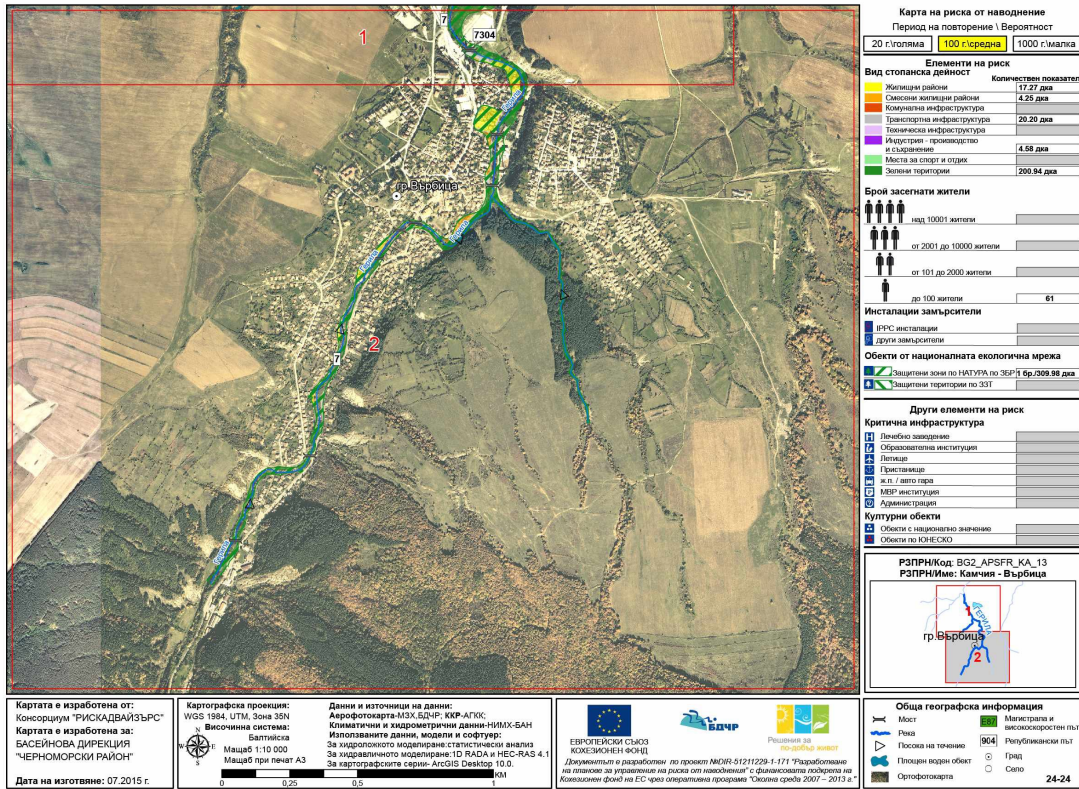 1
7
7304
Герила
гр.Върбица
Герила
Герила
7
2
Герила
Карта на риска от наводнение
Период на повторение \ Вероятност
20 г.\голяма
100 г.\средна
1000 г.\малка
Елементи на риск
Вид стопанска дейност
Количествен показател
Жилищни райони 17.27 дка
Смесени жилищни райони 4.25 дка
Комунална инфраструктура
Транспортна инфраструктура 20.20 дка
Техническа инфраструктура
Индустрия - производство
и съхранение 4.58 дка
Места за спорт и отдих
Зелени територии 200.94 дка
Брой засегнати жители
над 10001 жители
от 2001 до 10000 жители
от 101 до 2000 жители
до 100 жители 61
Инсталации замърсители
IPPC инсталации
други замърсители
Обекти от националната екологична мрежа
Защитени зони по НАТУРА по ЗБР 1 бр./309.98 дка
Защитени територии по ЗЗТ
Други елементи на риск
Критична инфраструктура
Лечебно заведение
Образователна институция
Летище
Пристанище
ж.п. / авто гара
МВР институция
Администрация
Културни обекти
Обекти с национално значение
Обекти по ЮНЕСКО
РЗПРН/Код: BG2_APSFR_KA_13
РЗПРН/Име: Камчия - Върбица
1
ГЕРИЛА
гр.Върбица
2
Картата е изработена от:
Консорциум "РИСКАДВАЙЗЪРС"
Картата е изработена за:
БАСЕЙНОВА ДИРЕКЦИЯ
"ЧЕРНОМОРСКИ РАЙОН"
Дата на изготвяне: 07.2015 г.
Картографска проекция:
WGS 1984, UTM, Зона 35N
Височинна система:
Балтийска
Мащаб 1:10 000
Мащаб при печат А3
N
W E
S
Данни и източници на данни:
Аерофотокарта-МЗХ,БДЧР; ККР-АГКК;
Климатични и хидрометрични данни-НИМХ-БАН
Използвани данни, модели и софтуер:
За хидроложкото моделиране:статистически анализ
За хидравличното моделиране:1D RADA и HEC-RAS 4.1
За картографските серии- ArcGIS Desktop 10.0.
КМ
0 0,25 0,5 1
ЕВРОПЕЙСКИ СЪЮЗ
КОХЕЗИОНЕН ФОНД
БДЧР
Решения за
по-добър живот
Документът е разработен по проект №DIR-51211229-1-171 "Разработване
на планове за управление на риска от наводнения" с финансовата подкрепа на
Кохезионен фонд на ЕС чрез оперативна програма "Околна среда 2007 – 2013 г."
Обща географска информация
Мост
Река
Посока на течение
Площен воден обект
Ортофотокарта
E87 Магистрала и
високоскоростен път
904 Републикански път
Град
Село
24-24